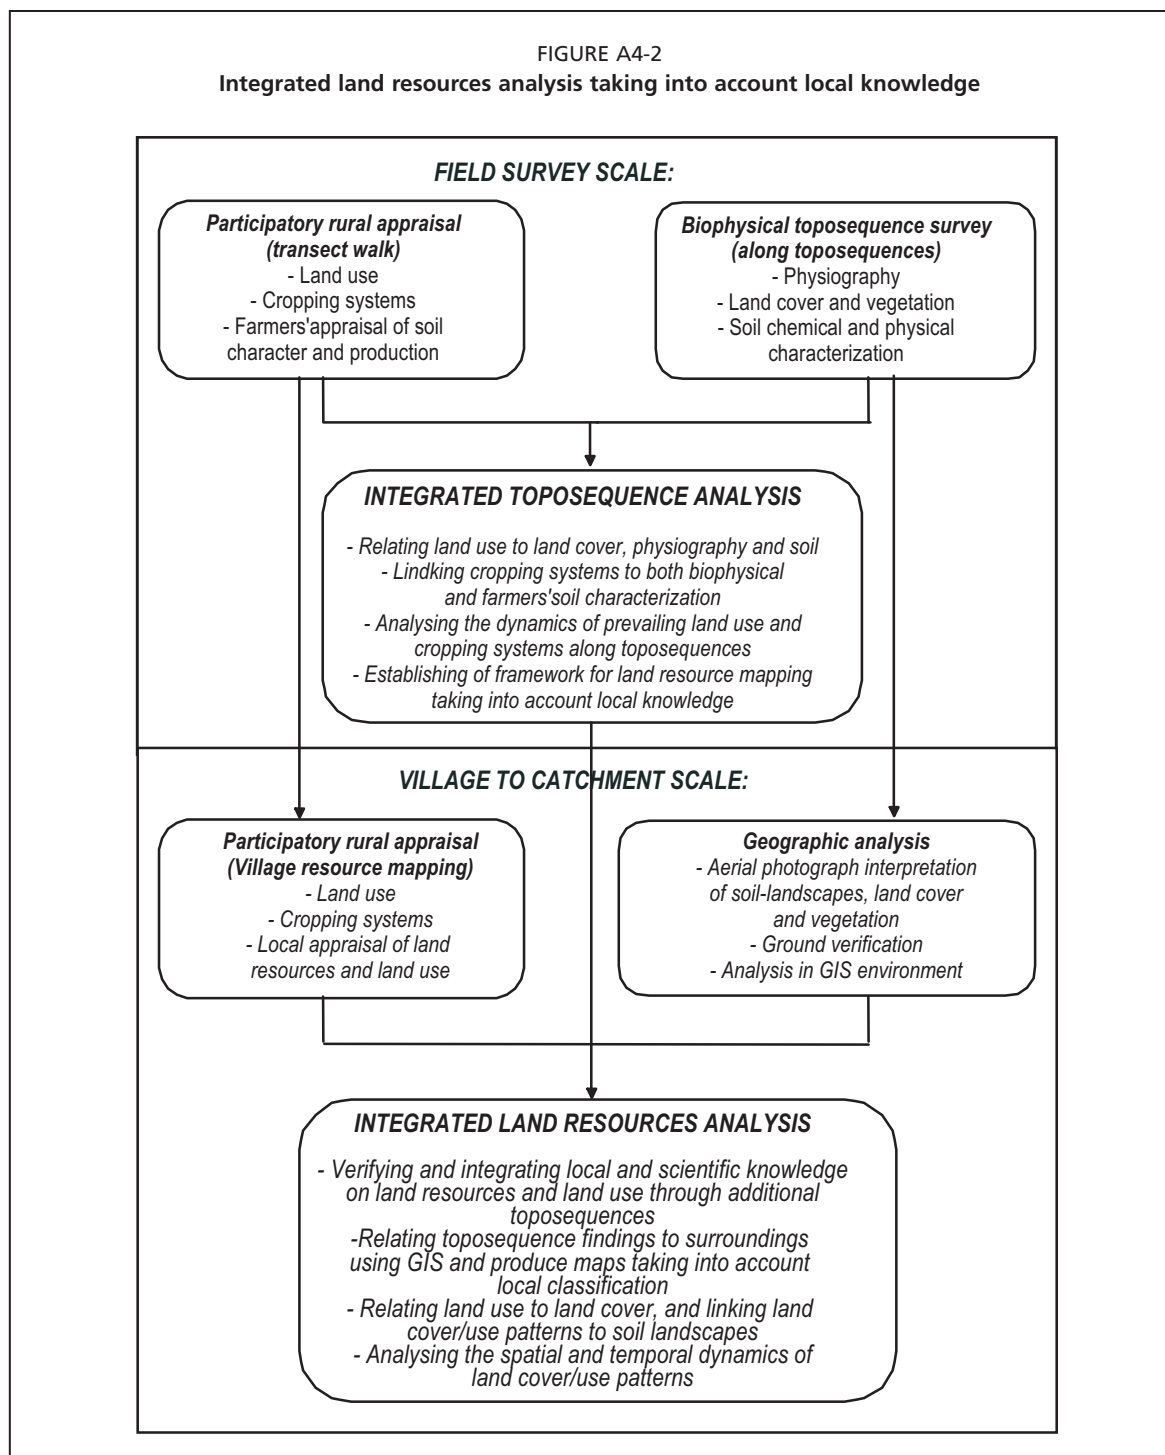 FIGURE A4-2
Integrated land resources analysis taking into account local knowledge
FIELD SURVEY SCALE:
Participatory rural appraisal
(transect walk)
- Land use
- Cropping systems
- Farmers'appraisal of soil
character and production
Biophysical toposequence survey
(along toposequences)
- Physiography
- Land cover and vegetation
- Soil chemical and physical
characterization
INTEGRATED TOPOSEQUENCE ANALYSIS
- Relating land use to land cover, physiography and soil
- Lindking cropping systems to both biophysical
and farmers'soil characterization
- Analysing the dynamics of prevailing land use and
cropping systems along toposequences
- Establishing of framework for land resource mapping
taking into account local knowledge
VILLAGE TO CATCHMENT SCALE:
Participatory rural appraisal
(Village resource mapping)
- Land use
- Cropping systems
- Local appraisal of land
resources and land use
Geographic analysis
- Aerial photograph interpretation
of soil-landscapes, land cover
and vegetation
- Ground verification
- Analysis in GIS environment
INTEGRATED LAND RESOURCES ANALYSIS
- Verifying and integrating local and scientific knowledge
on land resources and land use through additional
toposequences
-Relating toposequence findings to surroundings
using GIS and produce maps taking into account
local classification
- Relating land use to land cover, and linking land
cover/use patterns to soil landscapes
- Analysing the spatial and temporal dynamics of
land cover/use patterns